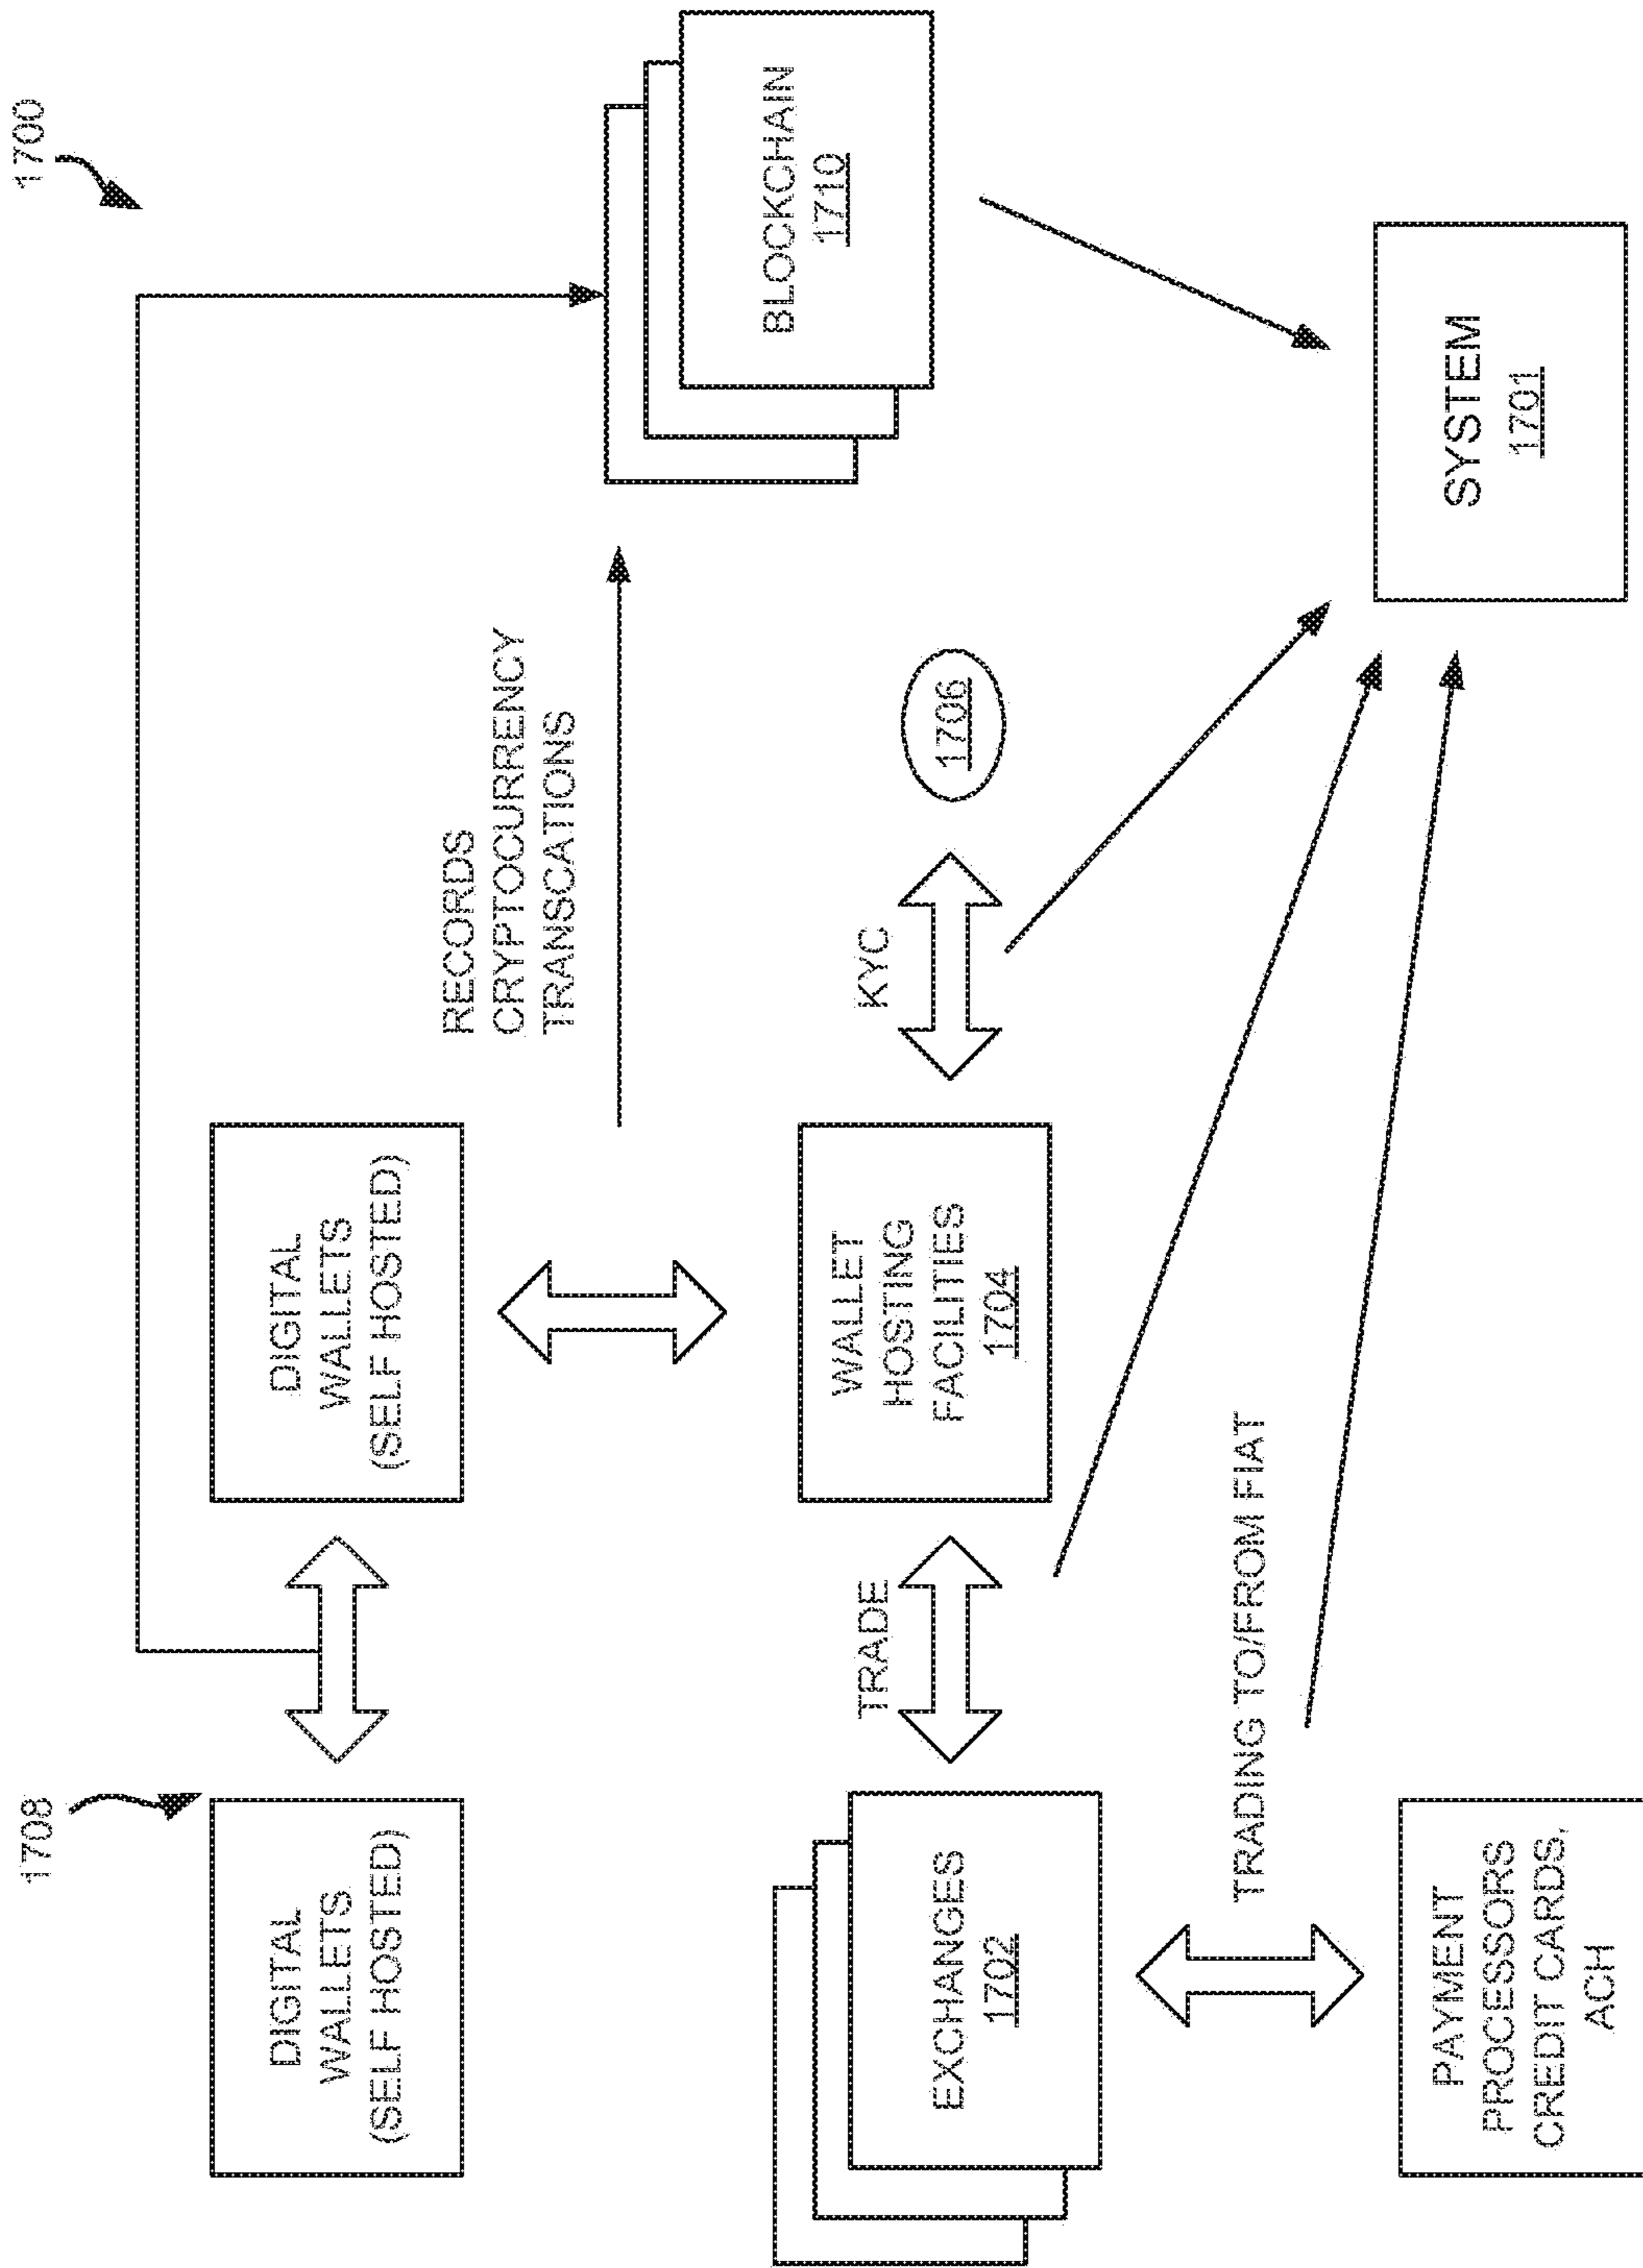 1700
1708
DIGITAL
WALLETS
(SELF HOSTED)
DIGITAL
WALLETS
(SELF HOSTED)
RECORDS
CRYPTOCURRENCY
TRANSCATIONS
BLOCKCHAIN
1710
EXCHANGES
1702
TRADE
WALLET
HOSTING
FACILITIES
1704
KYC
1706
TRADING TO/FROM FIAT
PAYMENT
PROCESSORS
CREDIT CARDS,
ACH
SYSTEM
1701